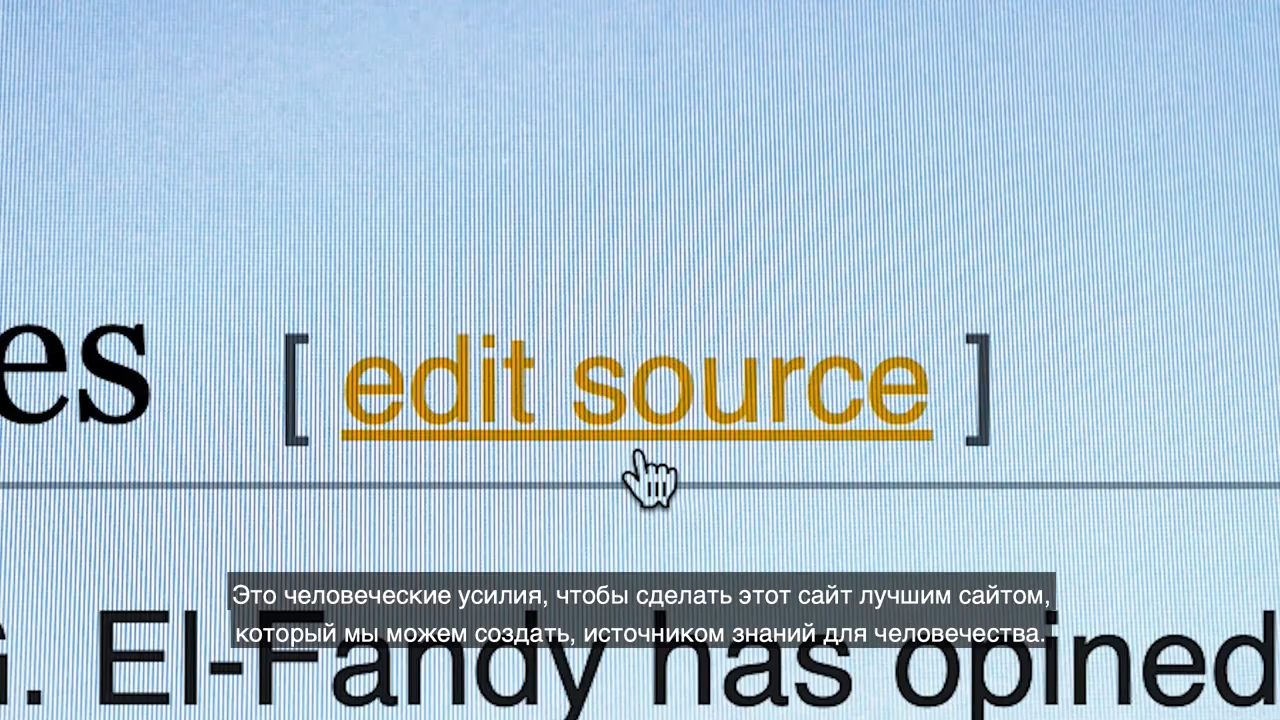 es [ edit source ]
Это человеческие усилия, чтобы сделать этот сайт лучшим сайтом,
который мы можем создать, источником знаний для человечества.
. El-Fandy has opined